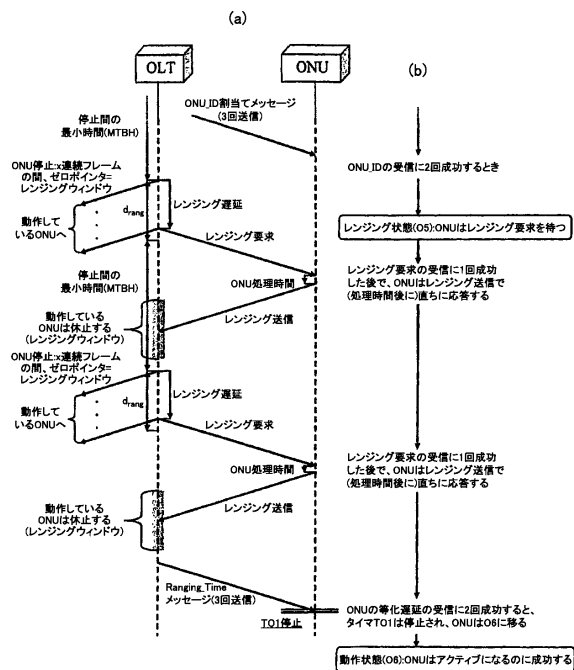 (a)
OLT
ONU
(b)
ONU_ID割当てメッセージ
(3回送信)
停止間の
最小時間(MTBH)
ONU_IDの受信に2回成功するとき
ONU停止:x連続フレーム
の間、ゼロポインタ=
レンジングウィンドウ
レンジング遅延
drang
動作して
いるONUへ
レンジング要求
レンジング状態(O5):ONUはレンジング要求を待つ
停止間の
最小時間(MTBH)
ONU処理時間
レンジング要求の受信に1回成功
した後で、ONUはレンジング送信で
(処理時間後に)直ちに応答する
動作している
ONUは休止する
(レンジングウィンドウ)
レンジング送信
ONU停止:x連続フレーム
の間、ゼロポインタ=
レンジングウィンドウ
レンジング遅延
drang
動作して
いるONUへ
レンジング要求
ONU処理時間
レンジング要求の受信に1回成功
した後で、ONUはレンジング送信で
(処理時間後に)直ちに応答する
動作している
ONUは休止する
(レンジングウィンドウ)
レンジング送信
Ranging_Time
メッセージ(3回送信)
TO1停止
ONUの等化遅延の受信に2回成功すると、
タイマTO1は停止され、ONUはO6に移る
動作状態(O6):ONUはアクティブになるのに成功する